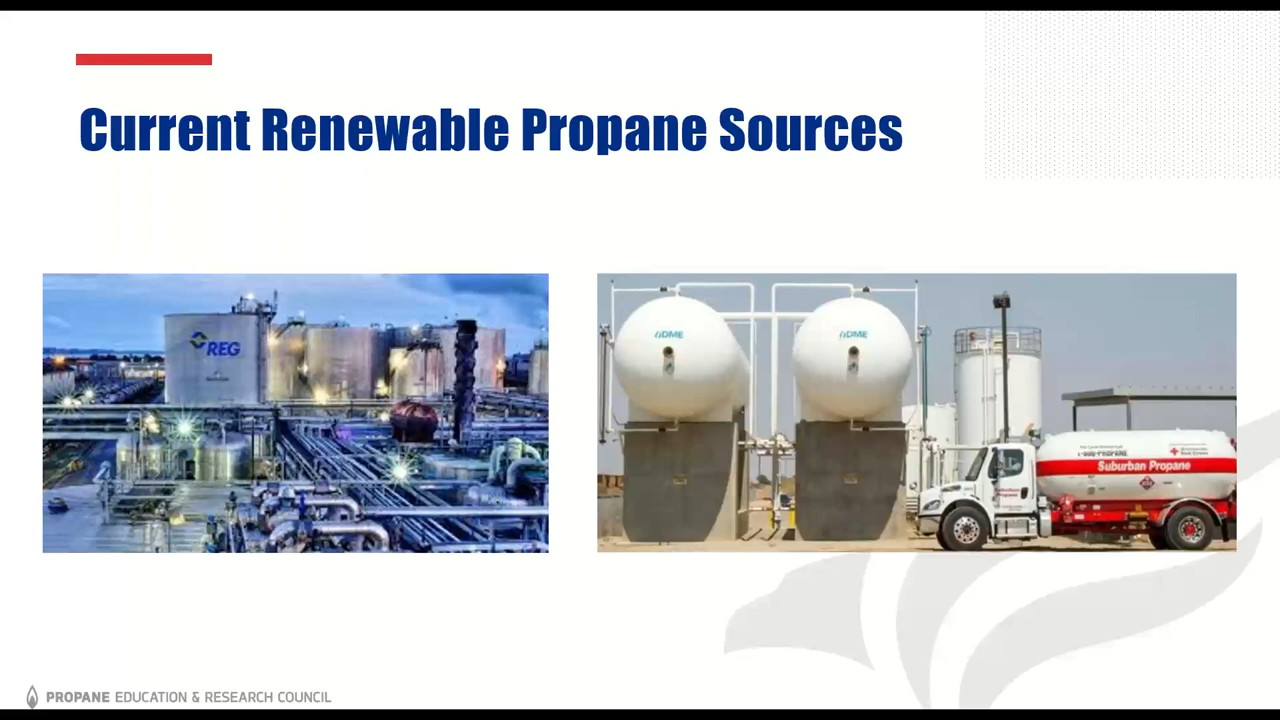 Current Renewable Propane Sources
REG
DME
DME
1-800-PROPANE
Suburban Propane
PROPANE EDUCATION & RESEARCH COUNCIL